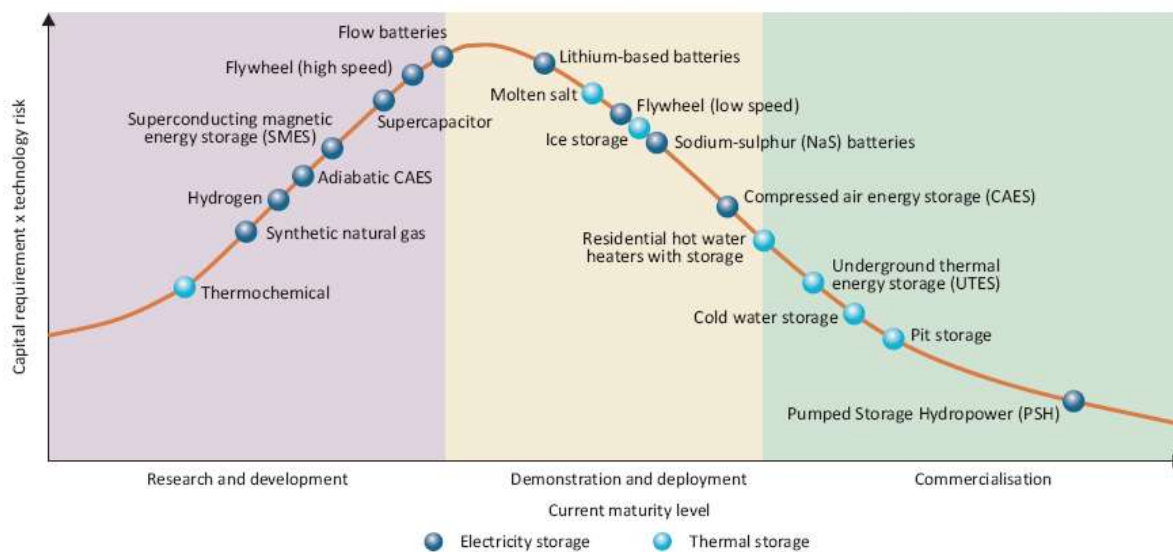 Capital requirement x technology risk
Flow batteries
Flywheel (high speed)
Supercapacitor
Superconducting magnetic
energy storage (SMES)
Adiabatic CAES
Hydrogen
Synthetic natural gas
Thermochemical
Lithium-based batteries
Molten salt
Flywheel (low speed)
Ice storage
Sodium-sulphur (NaS) batteries
Compressed air energy storage (CAES)
Residential hot water
heaters with storage
Underground thermal
energy storage (UTES)
Cold water storage
Pit storage
Pumped Storage Hydropower (PSH)
Research and development
Demonstration and deployment
Commercialisation
Current maturity level
Electricity storage
Thermal storage